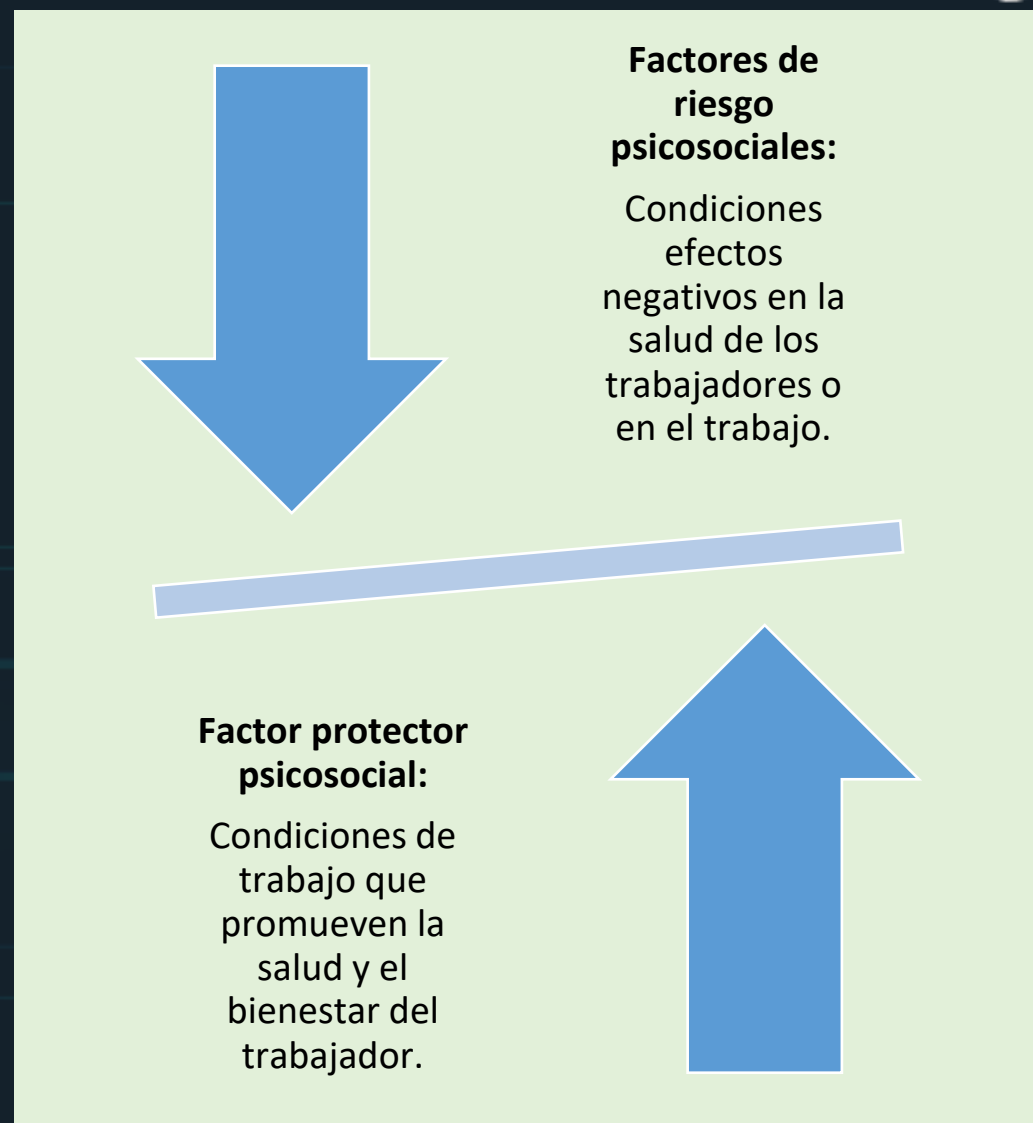 Factores de
riesgo
psicosociales:
Condiciones
efectos
negativos en la
salud de los
trabajadores o
en el trabajo.
Factor protector
psicosocial:
Condiciones de
trabajo que
promueven la
salud y el
bienestar del
trabajador.